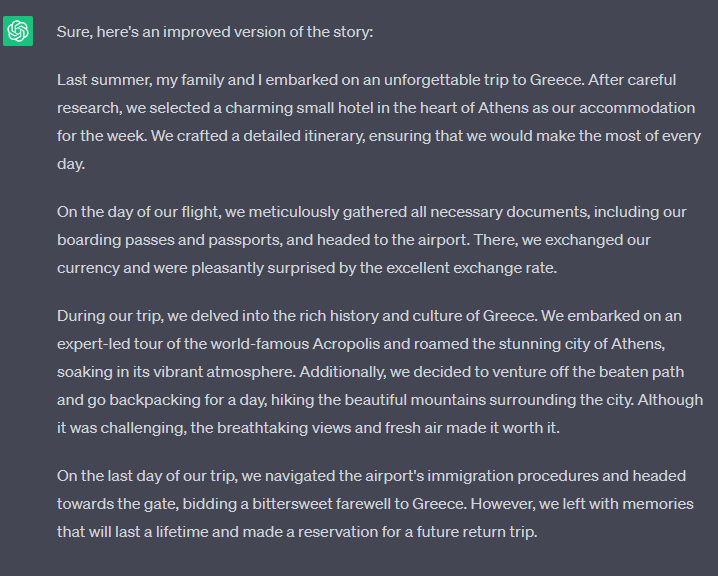 Sure, here's an improved version of the story:
Last summer, my family and I embarked on an unforgettable trip to Greece. After careful
research, we selected a charming small hotel in the heart of Athens as our accommodation
for the week. We crafted a detailed itinerary, ensuring that we would make the most of every
day.
On the day of our flight, we meticulously gathered all necessary documents, including our
boarding passes and passports, and headed to the airport. There, we exchanged our
currency and were pleasantly surprised by the excellent exchange rate.
During our trip, we delved into the rich history and culture of Greece. We embarked on an
expert-led tour of the world-famous Acropolis and roamed the stunning city of Athens,
soaking in its vibrant atmosphere. Additionally, we decided to venture off the beaten path
and go backpacking for a day, hiking the beautiful mountains surrounding the city. Although
it was challenging, the breathtaking views and fresh air made it worth it.
On the last day of our trip, we navigated the airport's immigration procedures and headed
towards the gate, bidding a bittersweet farewell to Greece. However, we left with memories
that will last a lifetime and made a reservation for a future return trip.